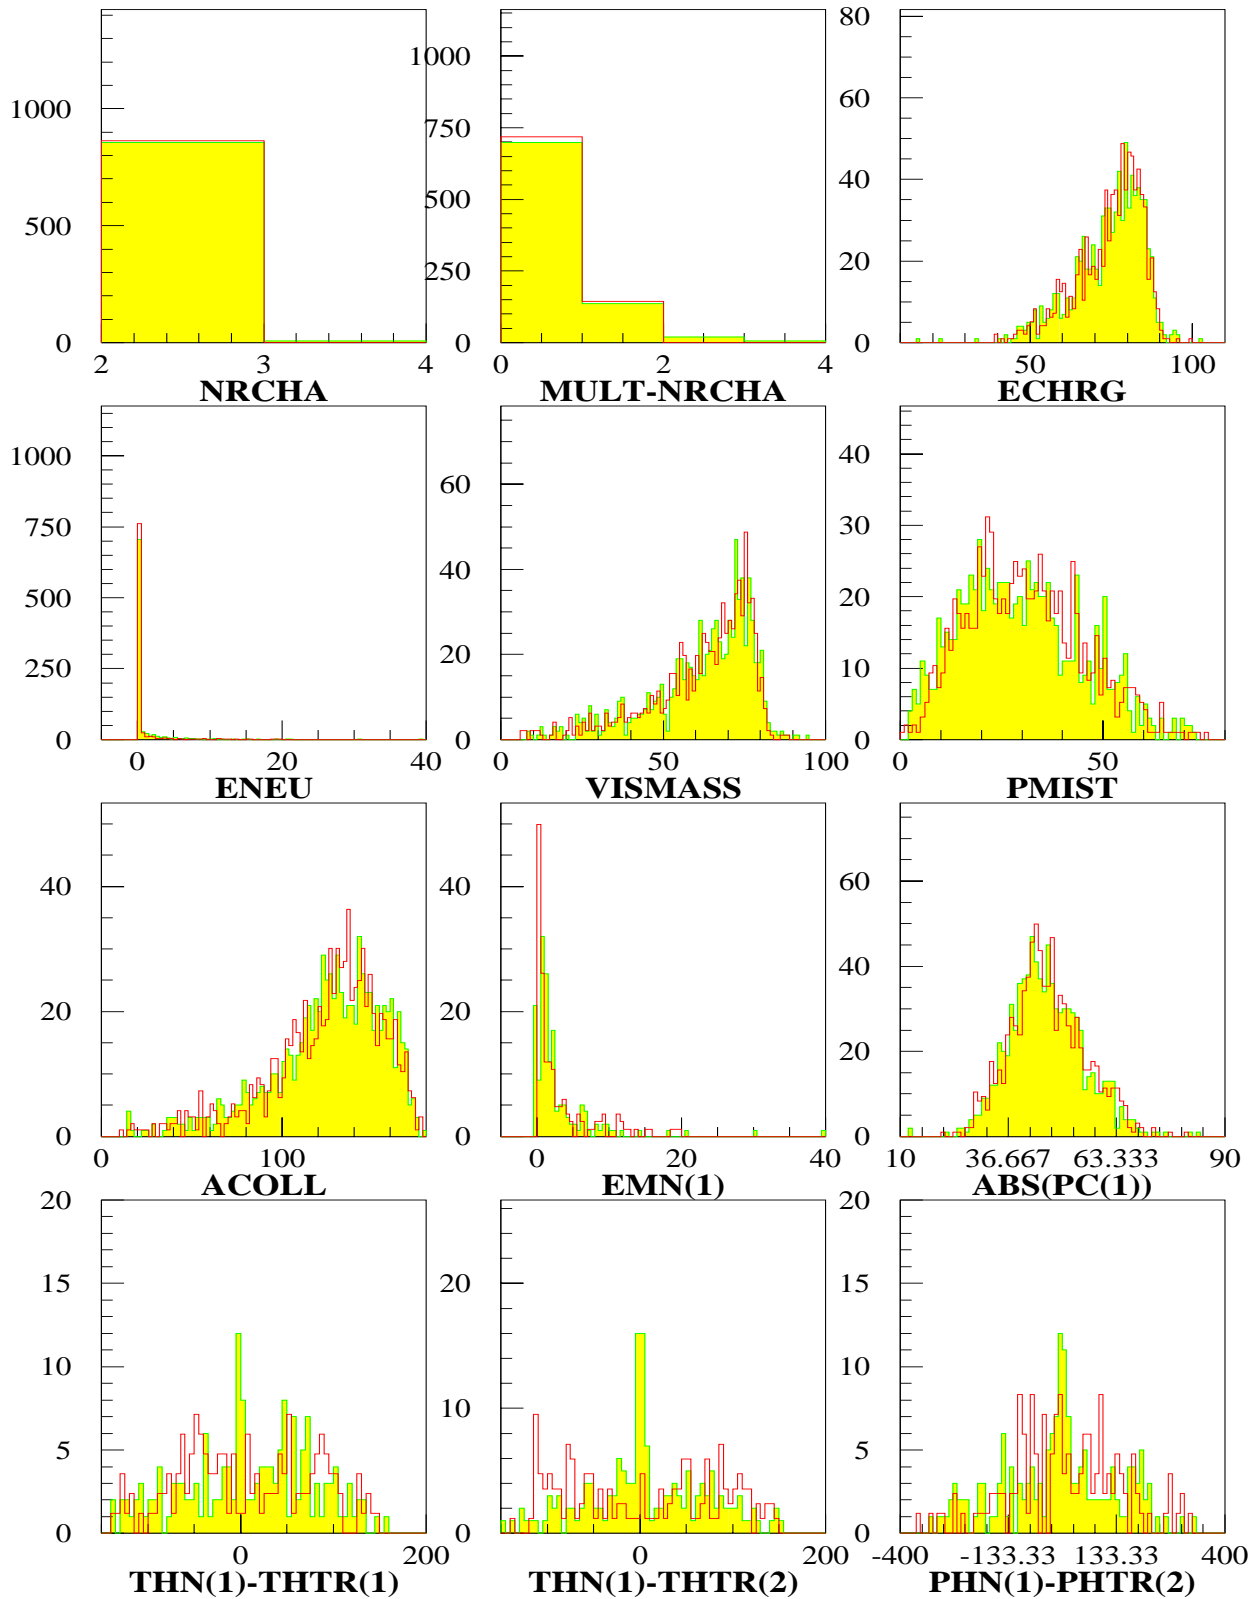 1000
500
0
2 3 4
NRCHA
1000
750
500
250
0
0 2 4
MULT-NRCHA
80
60
40
20
0
50 100
ECHRG
1000
750
500
250
0
0 20 40
ENEU
60
40
20
0
0 50 100
VISMASS
40
30
20
10
0
0 50
PMIST
40
20
0
0 100
ACOLL
40
20
0
0 20 40
EMN(1)
60
40
20
0
10 36.667 63.333 90
ABS(PC(1))
20
15
10
5
0
0 200
THN(1)-THTR(1)
20
10
0
0 200
THN(1)-THTR(2)
20
15
10
5
0
-400 -133.33 133.33 400
PHN(1)-PHTR(2)